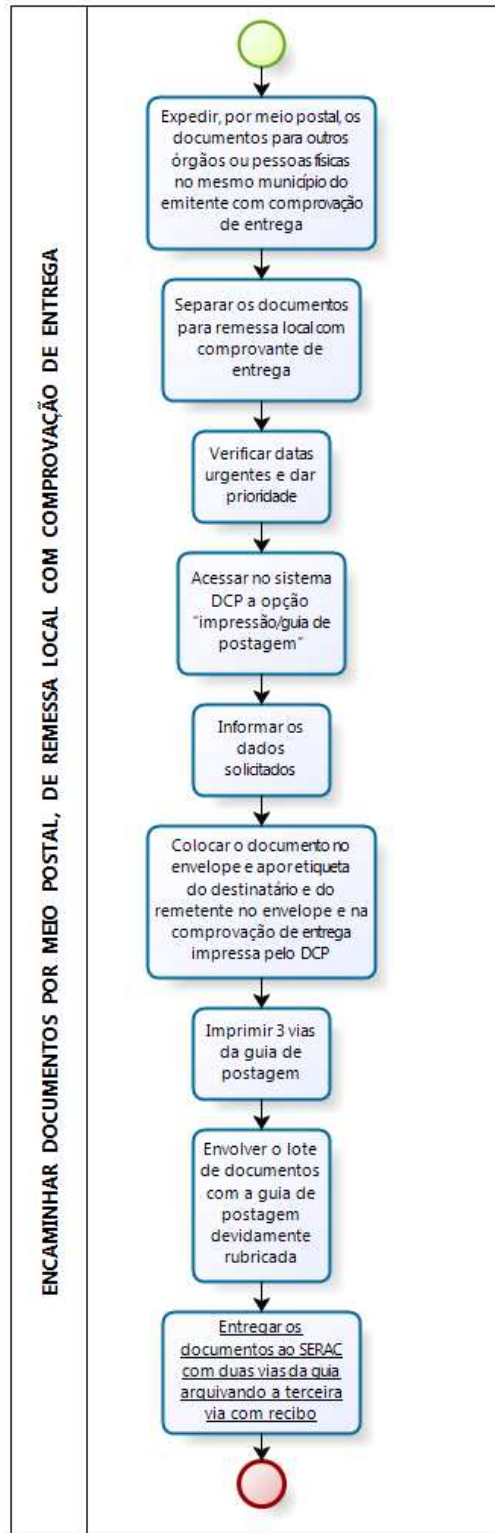 ENCAMINHAR DOCUMENTOS POR MEIO POSTAL, DE REMESSA LOCAL COM COMPROVAÇÃO DE ENTREGA
Expedir, por meio postal, os
documentos para outros
órgãos ou pessoas físicas
no mesmo município do
emitente com comprovação
de entrega
Separar os documentos
para remessa local com
comprovante de
entrega
Verificar datas
urgentes e dar
prioridade
Acessar no sistema
DCP a opção
“impressão/guia de
postagem”
Informar os
dados
solicitados
Colocar o documento no
envelope e apor etiqueta
do destinatário e do
remetente no envelope e na
comprovação de entrega
impressa pelo DCP
Imprimir 3 vias
da guia de
postagem
Envolver o lote
de documentos
com a guia de
postagem
devidamente
rubricada
Entregar os
documentos ao SERAC
com duas vias da guia
arquivando a terceira
via com recibo